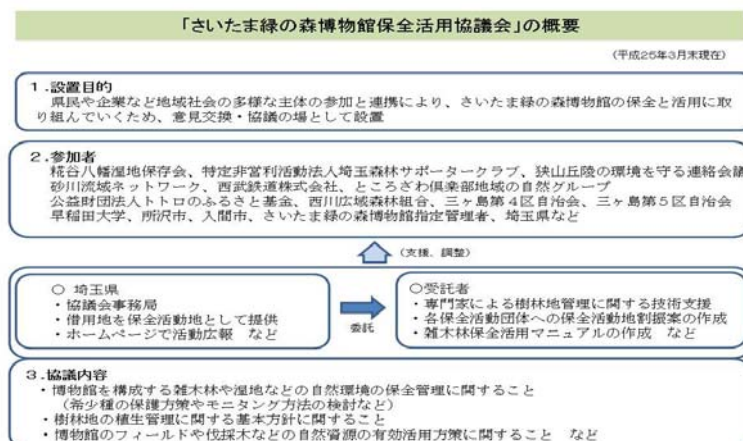 「さいたま緑の森博物館保全活用協議会」の概要
（平成25年3月末現在）
1．設置目的
県民や企業など地域社会の多様な主体の参加と連携により、さいたま緑の森博物館の保全と活用に取
り組んでいくため、意見交換・協議の場として設置
2．参加者
糀谷八幡湿地保存会、特定非営利活動法人埼玉森林サポータークラブ、狭山丘陵の環境を守る連絡会議
砂川流域ネットワーク、西武鉄道株式会社、ところざわ倶楽部地域の自然グループ
公益財団法人トトロのふるさと基金、西川広域森林組合、三ヶ島第４区自治会、三ヶ島第５区自治会
早稲田大学、所沢市、入間市、さいたま緑の森博物館指定管理者、埼玉県など
（支援、調整）
○ 埼玉県
・協議会事務局
・借用地を保全活動地として提供
・ホームページで活動広報　など
委託
○受託者
・専門家による樹林地管理に関する技術支援
・各保全活動団体への保全活動地割振案の作成
・雑木林保全活用マニュアルの作成　など
3．協議内容
・博物館を構成する雑木林や湿地などの自然環境の保全管理に関すること
（希少種の保護方策やモニタング方法の検討など）
・樹林地の植生管理に関する基本方針に関すること
・博物館のフィールドや伐採木などの自然資源の有効活用方策に関すること　など